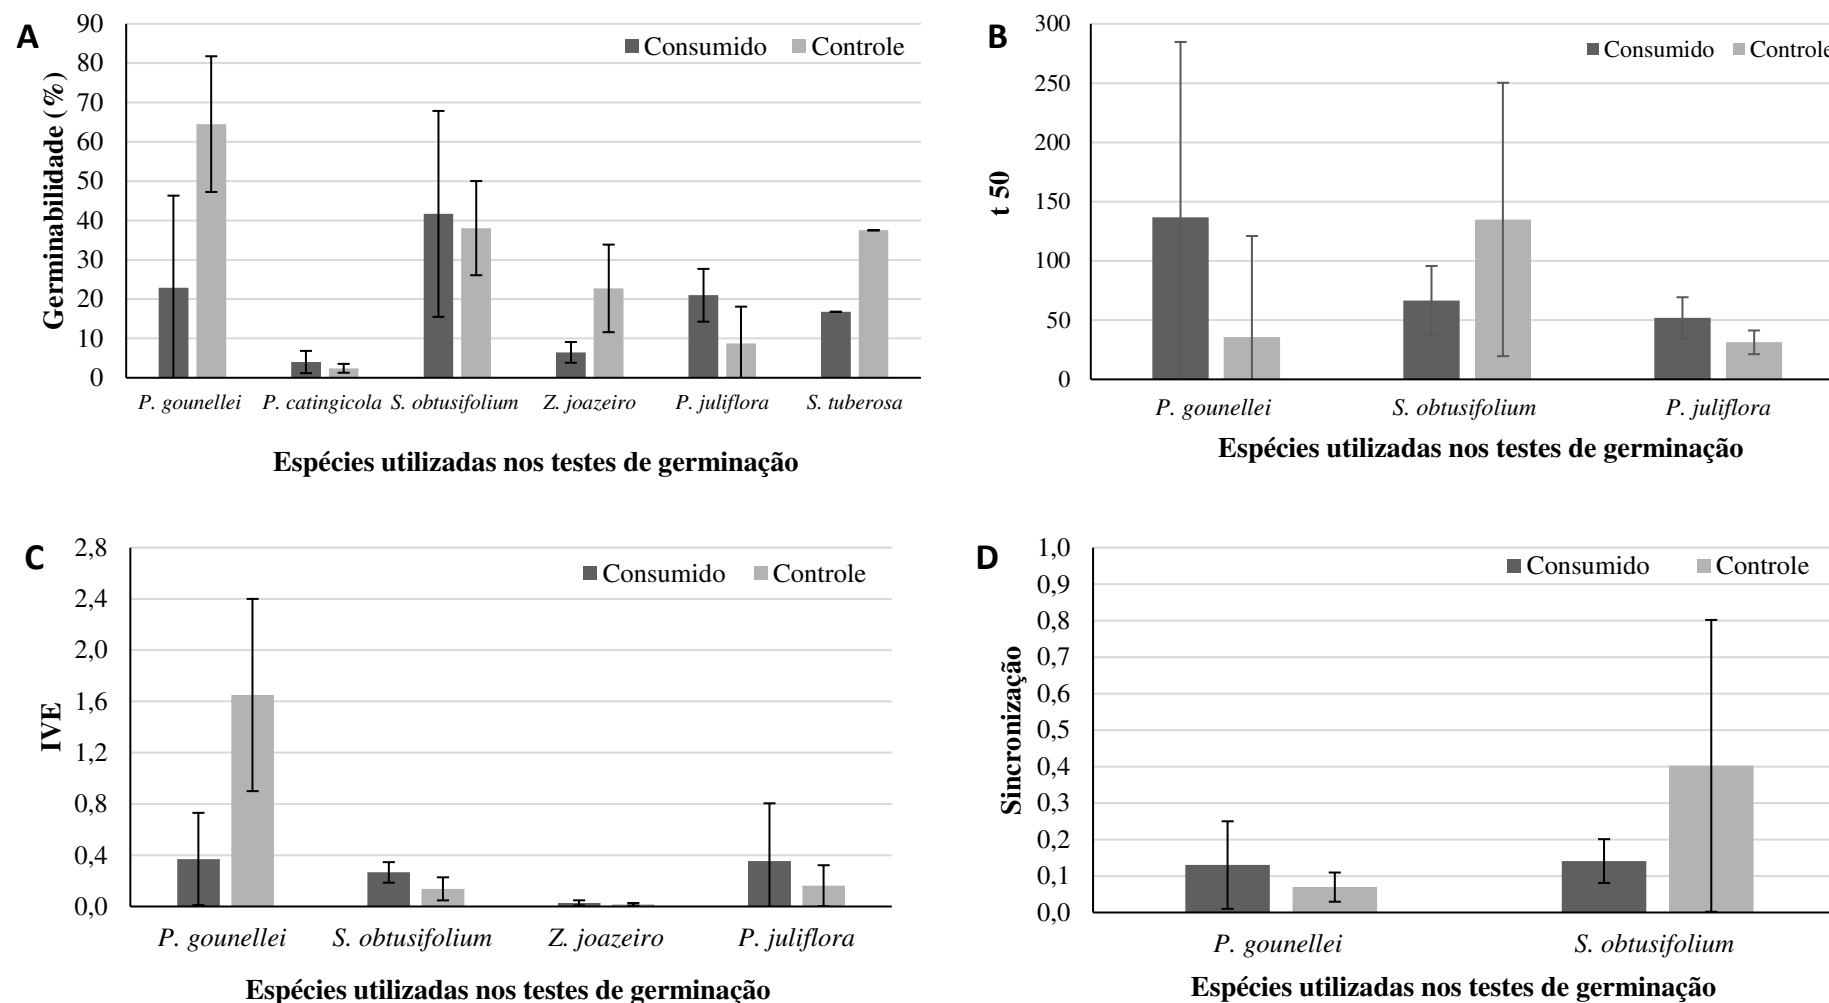 A
90
80
70
60
50
40
30
20
10
0
Germinabilidade (%)
Consumido Controle
P. gounellei P. catingicola S. obtusifolium Z. joazeiro P. juliflora S. tuberosa
Espécies utilizadas nos testes de germinação
B
300
250
200
150
100
50
0
t 50
Consumido Controle
P. gounellei S. obtusifolium P. juliflora
Espécies utilizadas nos testes de germinação
C
2,8
2,4
2,0
1,6
1,2
0,8
0,4
0,0
IVE
Consumido Controle
P. gounellei S. obtusifolium Z. joazeiro P. juliflora
Espécies utilizadas nos testes de germinação
D
1,0
0,9
0,8
0,7
0,6
0,5
0,4
0,3
0,2
0,1
0,0
Sincronização
Consumido Controle
P. gounellei S. obtusifolium
Espécies utilizadas nos testes de germinação